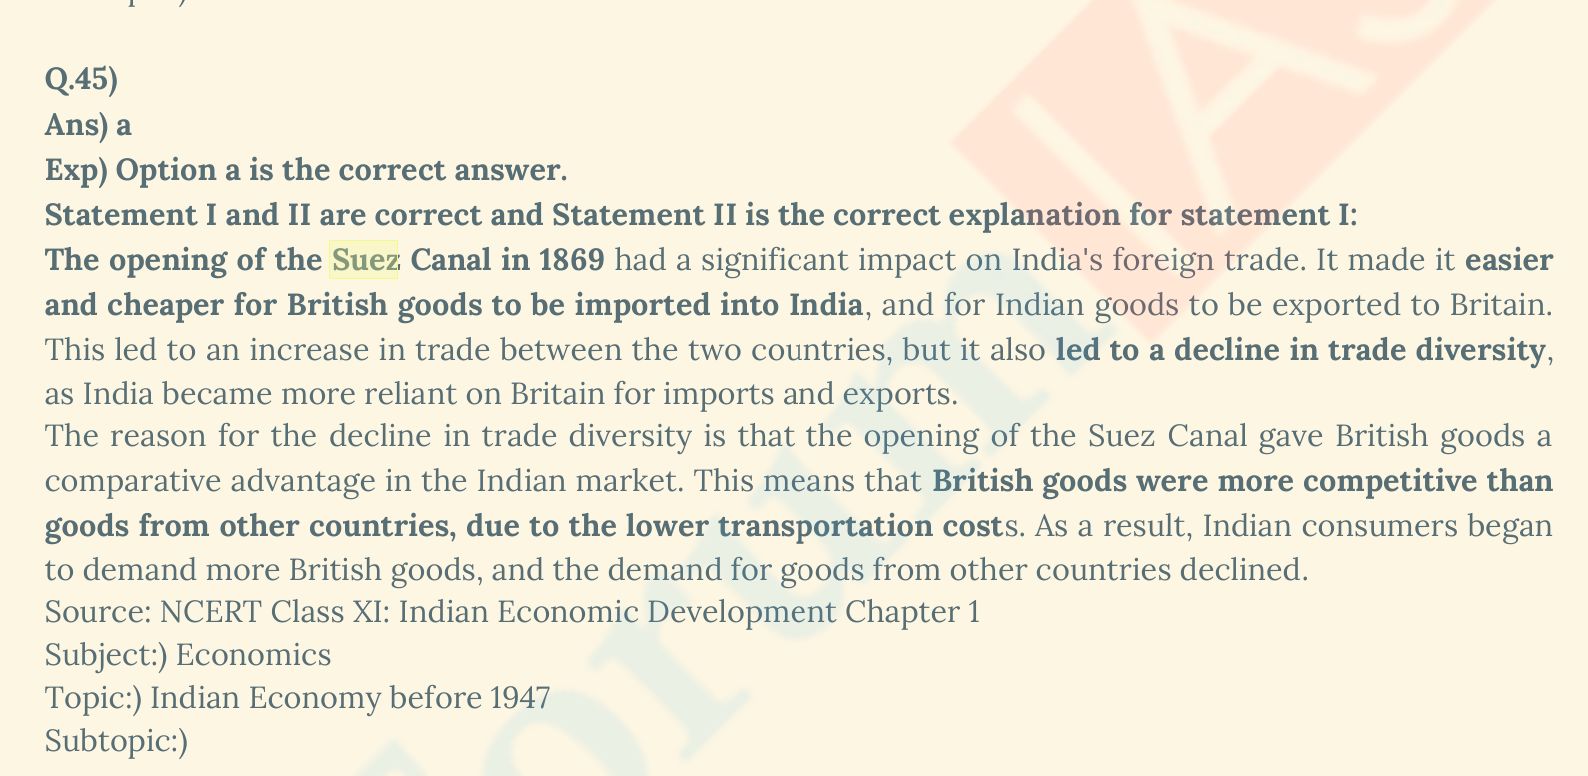 Q.45)
Ans) a
Exp) Option a is the correct answer.
Statement I and II are correct and Statement II is the correct explanation for statement I:
The opening of the Suez Canal in 1869 had a significant impact on India's foreign trade. It made it easier
and cheaper for British goods to be imported into India, and for Indian goods to be exported to Britain.
This led to an increase in trade between the two countries, but it also led to a decline in trade diversity,
as India became more reliant on Britain for imports and exports.
The reason for the decline in trade diversity is that the opening of the Suez Canal gave British goods a
comparative advantage in the Indian market. This means that British goods were more competitive than
goods from other countries, due to the lower transportation costs. As a result, Indian consumers began
to demand more British goods, and the demand for goods from other countries declined.
Source: NCERT Class XI: Indian Economic Development Chapter 1
Subject:) Economics
Topic:) Indian Economy before 1947
Subtopic:)
Forum IAS